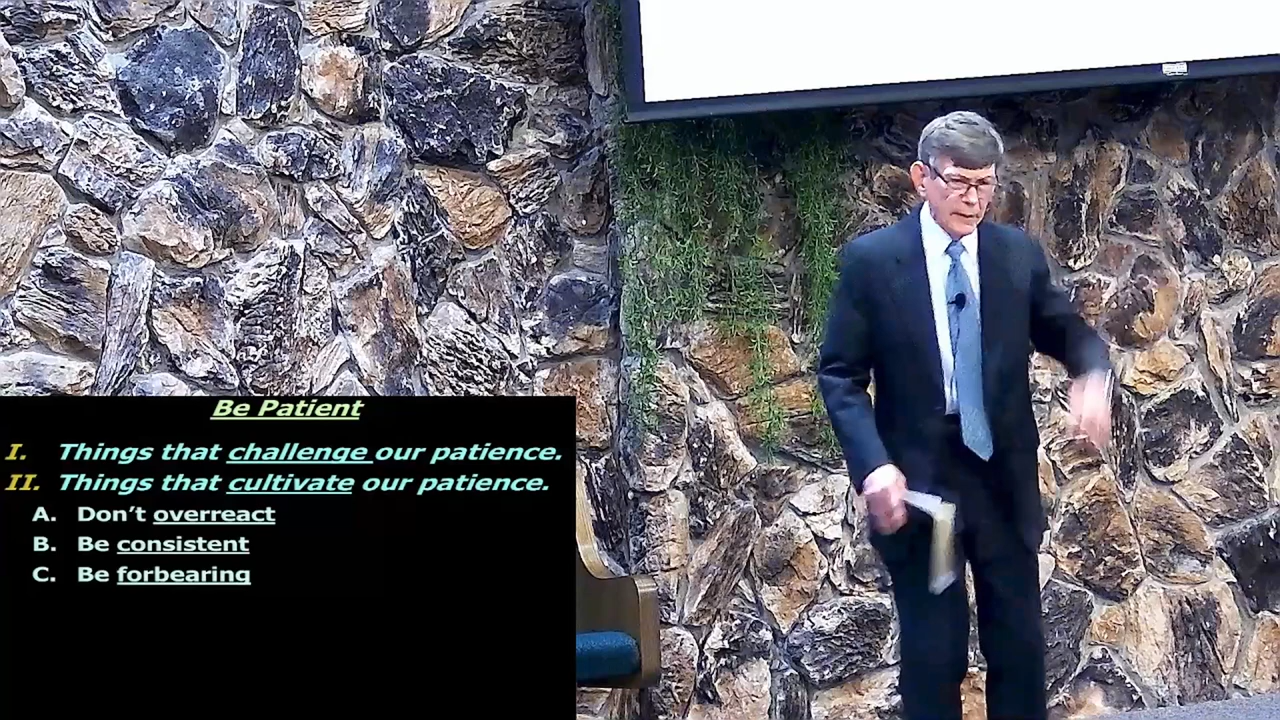 Be Patient
I. Things that challenge our patience.
II. Things that cultivate our patience.
A. Don't overreact
B. Be consistent
C. Be forbearing